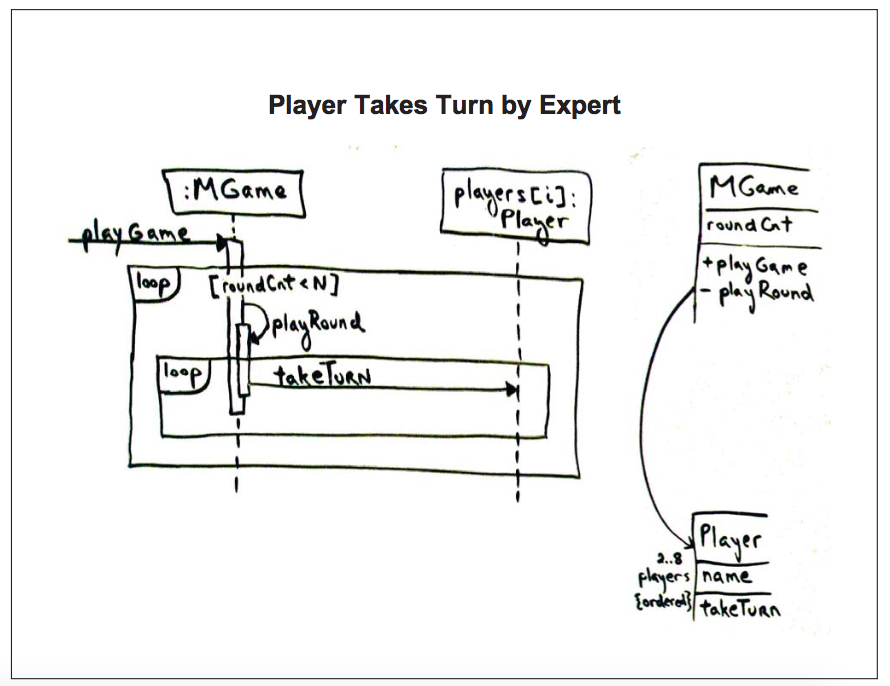 Player Takes Turn by Expert
:MGame
players[i]:
Player
playGame
loop
[roundCnt < N]
playRound
loop
takeTURN
MGame
roundCnt
+playGame
- playRound
2..8
players
{ordered}
Player
name
takeTURN